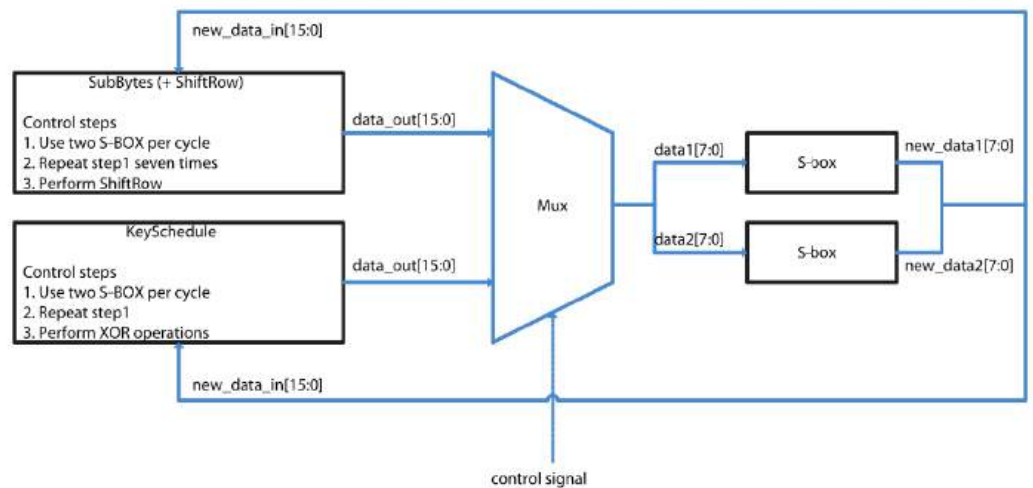 new_data_in[15:0]
SubBytes (+ ShiftRow)
Control steps
1. Use two S-BOX per cycle
2. Repeat step1 seven times
3. Perform ShiftRow
data_out[15:0]
KeySchedule
Control steps
1. Use two S-BOX per cycle
2. Repeat step1
3. Perform XOR operations
data_out[15:0]
new_data_in[15:0]
Mux
control signal
data1[7:0]
data2[7:0]
S-box
S-box
new_data1[7:0]
new_data2[7:0]